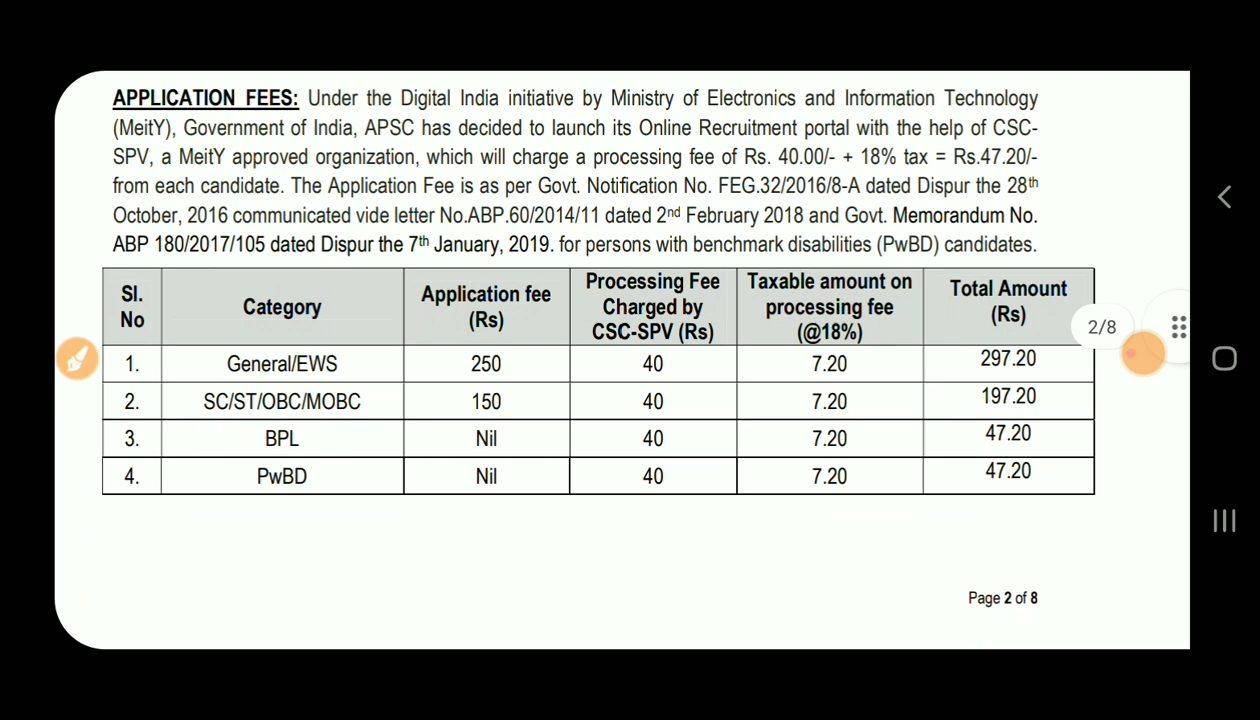 APPLICATION FEES: Under the Digital India initiative by Ministry of Electronics and Information Technology
(MeitY), Government of India, APSC has decided to launch its Online Recruitment portal with the help of CSC-
SPV, a MeitY approved organization, which will charge a processing fee of Rs. 40.00/- + 18% tax = Rs.47.20/-
from each candidate. The Application Fee is as per Govt. Notification No. FEG.32/2016/8-A dated Dispur the 28th
October, 2016 communicated vide letter No.ABP.60/2014/11 dated 2nd February 2018 and Govt. Memorandum No.
ABP 180/2017/105 dated Dispur the 7th January, 2019. for persons with benchmark disabilities (PwBD) candidates.
Sl. No Category Application fee (Rs) Processing Fee Charged by CSC-SPV (Rs) Taxable amount on processing fee (@18%) Total Amount (Rs)
1. General/EWS 250 40 7.20 297.20
2. SC/ST/OBC/MOBC 150 40 7.20 197.20
3. BPL Nil 40 7.20 47.20
4. PwBD Nil 40 7.20 47.20
2/8
Page 2 of 8